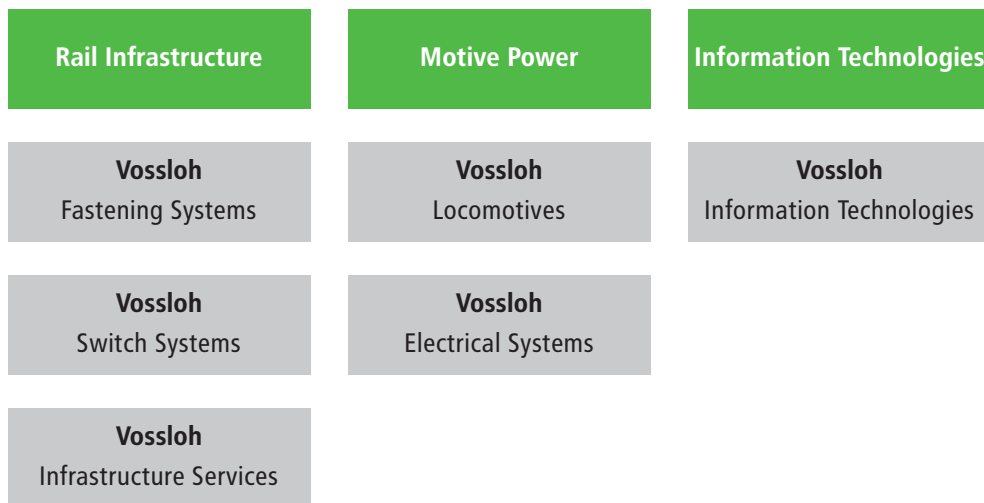 Rail Infrastructure
Motive Power
Information Technologies
Vossloh
Fastening Systems
Vossloh
Locomotives
Vossloh
Information Technologies
Vossloh
Switch Systems
Vossloh
Electrical Systems
Vossloh
Infrastructure Services